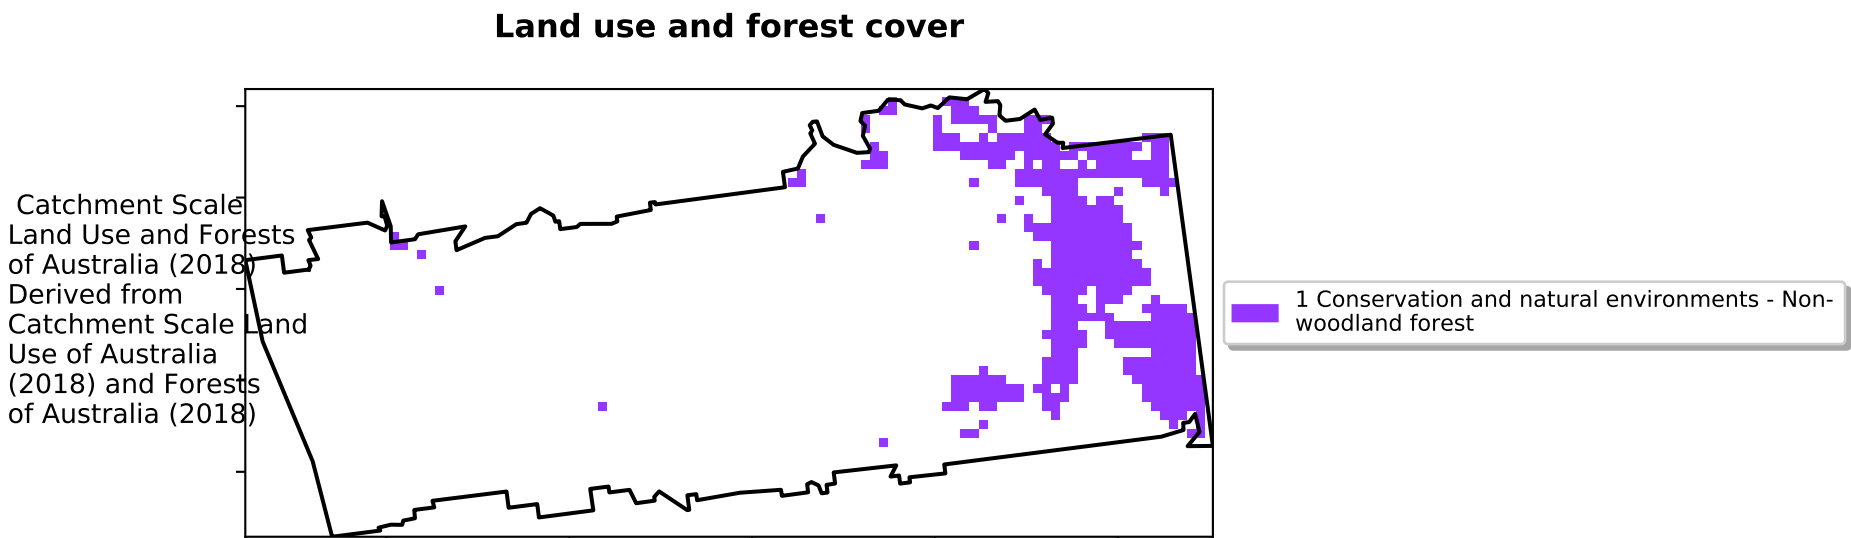 Land use and forest cover
Catchment Scale
Land Use and Forests
of Australia (2018)
Derived from
Catchment Scale Land
Use of Australia
(2018) and Forests
of Australia (2018)
1 Conservation and natural environments - Non-
woodland forest